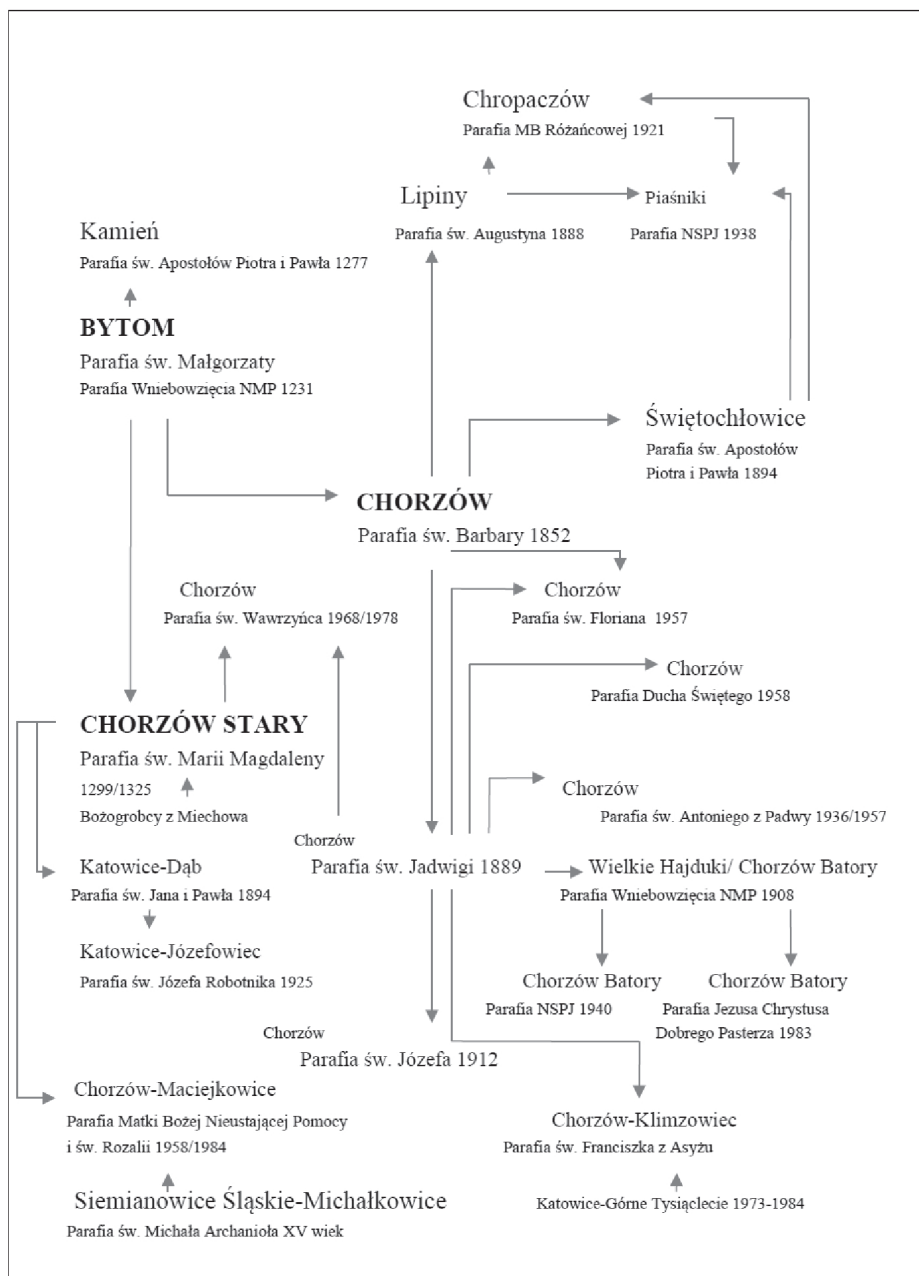 Chropaczów
Parafia MB Różańcowej 1921
Lipiny
Parafia św. Augustyna 1888
Piaśniki
Parafia NSPJ 1938
Kamień
Parafia św. Apostołów Piotra i Pawła 1277
BYTOM
Parafia św. Małgorzaty
Parafia Wniebowzięcia NMP 1231
Świętochłowice
Parafia św. Apostołów
Piotra i Pawła 1894
CHORZÓW
Parafia św. Barbary 1852
Chorzów
Parafia św. Wawrzyńca 1968/1978
Chorzów
Parafia św. Floriana 1957
Chorzów
Parafia Ducha Świętego 1958
CHORZÓW STARY
Parafia św. Marii Magdaleny
1299/1325
Bożogrobcy z Miechowa
Chorzów
Parafia św. Antoniego z Padwy 1936/1957
Chorzów
Parafia św. Jadwigi 1889
Wielkie Hajduki/ Chorzów Batory
Parafia Wniebowzięcia NMP 1908
Katowice-Dąb
Parafia św. Jana i Pawła 1894
Katowice-Józefowiec
Parafia św. Józefa Robotnika 1925
Chorzów Batory
Parafia NSPJ 1940
Chorzów Batory
Parafia Jezusa Chrystusa
Dobrego Pasterza 1983
Chorzów
Parafia św. Józefa 1912
Chorzów-Maciejkowice
Parafia Matki Bożej Nieustającej Pomocy
i św. Rozalii 1958/1984
Chorzów-Klimzowiec
Parafia św. Franciszka z Asyżu
Siemianowice Śląskie-Michałkowice
Parafia św. Michała Archanioła XV wiek
Katowice-Górne Tysiąclecie 1973-1984